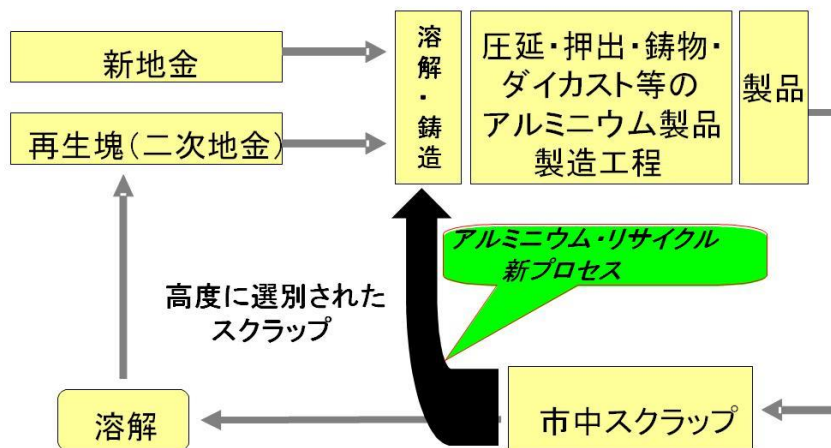 新地金
再生塊(二次地金)
溶解・鋳造
圧延・押出・鋳物・
ダイカスト等の
アルミニウム製品
製造工程
製品
アルミニウム・リサイクル
新プロセス
高度に選別された
スクラップ
溶解
市中スクラップ